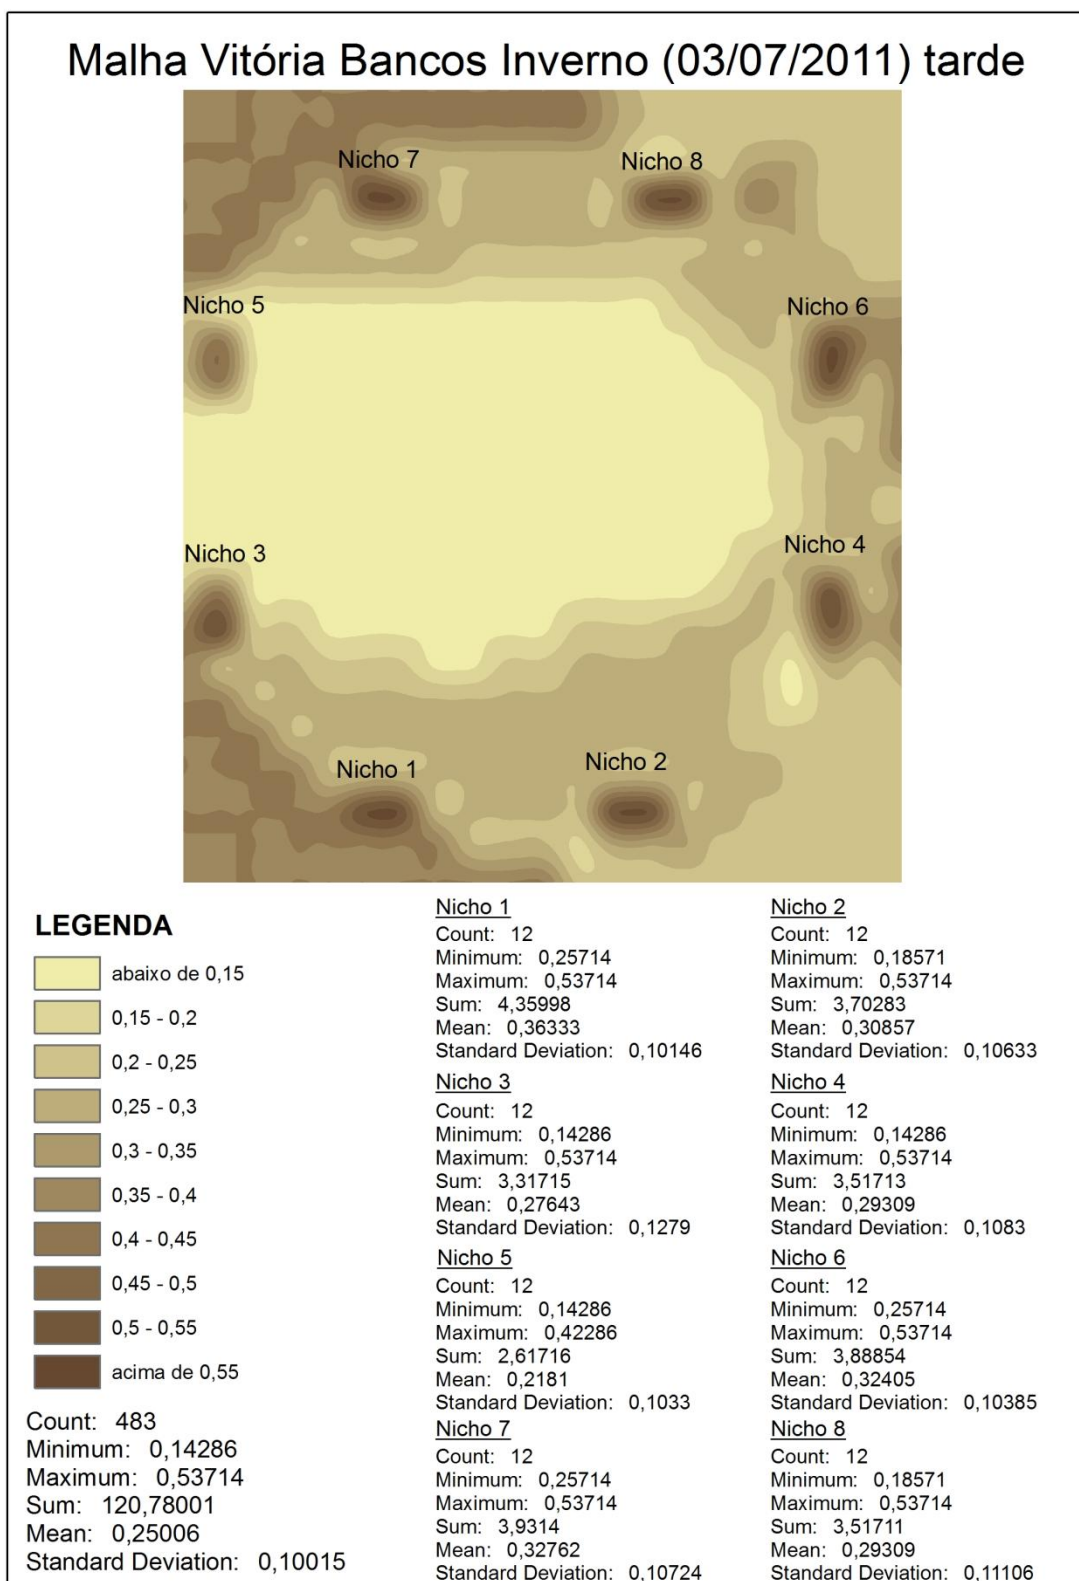 Malha Vitória Bancos Inverno (03/07/2011) tarde
Nicho 7
Nicho 8
Nicho 5
Nicho 6
Nicho 3
Nicho 4
Nicho 1
Nicho 2
LEGENDA
abaixo de 0,15
0,15 - 0,2
0,2 - 0,25
0,25 - 0,3
0,3 - 0,35
0,35 - 0,4
0,4 - 0,45
0,45 - 0,5
0,5 - 0,55
acima de 0,55
Count: 483
Minimum: 0,14286
Maximum: 0,53714
Sum: 120,78001
Mean: 0,25006
Standard Deviation: 0,10015
Nicho 1
Count: 12
Minimum: 0,25714
Maximum: 0,53714
Sum: 4,35998
Mean: 0,36333
Standard Deviation: 0,10146
Nicho 2
Count: 12
Minimum: 0,18571
Maximum: 0,53714
Sum: 3,70283
Mean: 0,30857
Standard Deviation: 0,10633
Nicho 3
Count: 12
Minimum: 0,14286
Maximum: 0,53714
Sum: 3,31715
Mean: 0,27643
Standard Deviation: 0,1279
Nicho 4
Count: 12
Minimum: 0,14286
Maximum: 0,53714
Sum: 3,51713
Mean: 0,29309
Standard Deviation: 0,1083
Nicho 5
Count: 12
Minimum: 0,14286
Maximum: 0,42286
Sum: 2,61716
Mean: 0,2181
Standard Deviation: 0,1033
Nicho 6
Count: 12
Minimum: 0,25714
Maximum: 0,53714
Sum: 3,88854
Mean: 0,32405
Standard Deviation: 0,10385
Nicho 7
Count: 12
Minimum: 0,25714
Maximum: 0,53714
Sum: 3,9314
Mean: 0,32762
Standard Deviation: 0,10724
Nicho 8
Count: 12
Minimum: 0,18571
Maximum: 0,53714
Sum: 3,51711
Mean: 0,29309
Standard Deviation: 0,11106